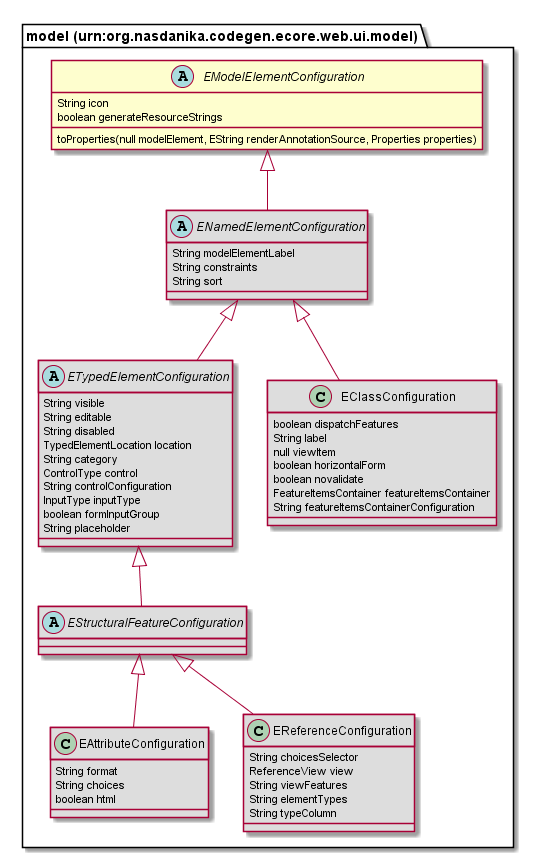 model (urn:org.nasdanika.codegen.ecore.web.ui.model)
A EModelElementConfiguration
String icon
boolean generateResourceStrings
toProperties(null modelElement, EString renderAnnotationSource, Properties properties)
A ENamedElementConfiguration
String modelElementLabel
String constraints
String sort
A ETypedElementConfiguration
String visible
String editable
String disabled
TypedElementLocation location
String category
ControlType control
String controlConfiguration
InputType inputType
boolean formInputGroup
String placeholder
C EClassConfiguration
boolean dispatchFeatures
String label
null viewItem
boolean horizontalForm
boolean novalidate
FeatureItemsContainer featureItemsContainer
String featureItemsContainerConfiguration
A EStructuralFeatureConfiguration
C EAttributeConfiguration
String format
String choices
boolean html
C EReferenceConfiguration
String choicesSelector
ReferenceView view
String viewFeatures
String elementTypes
String typeColumn